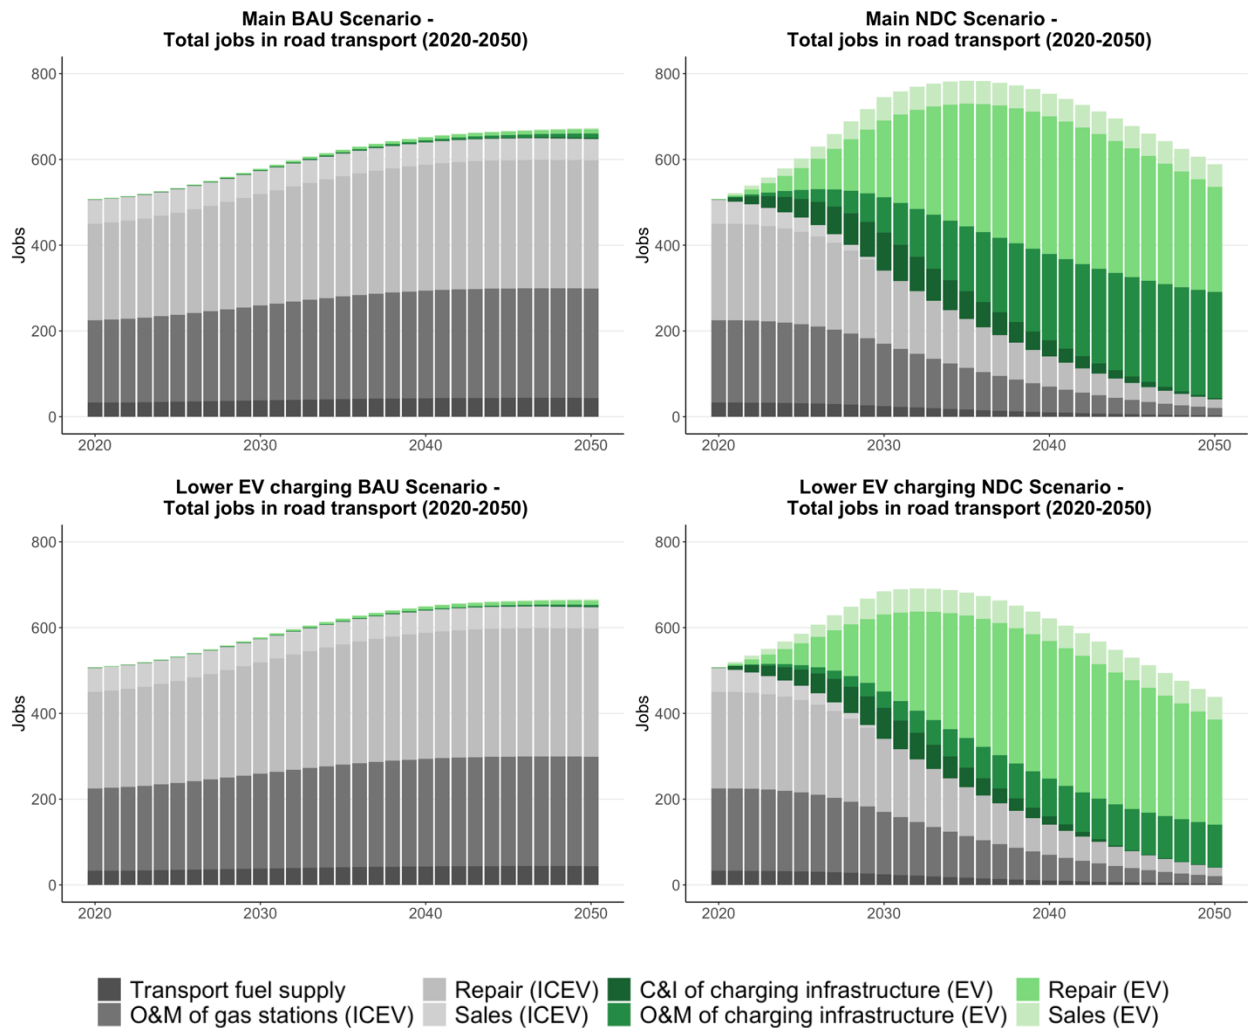 Main BAU Scenario -
Total jobs in road transport (2020-2050)
800
600
400
200
0
Jobs
2020
2030
2040
2050
Main NDC Scenario -
Total jobs in road transport (2020-2050)
800
600
400
200
0
Jobs
2020
2030
2040
2050
Lower EV charging BAU Scenario -
Total jobs in road transport (2020-2050)
800
600
400
200
0
Jobs
2020
2030
2040
2050
Lower EV charging NDC Scenario -
Total jobs in road transport (2020-2050)
800
600
400
200
0
Jobs
2020
2030
2040
2050
Transport fuel supply
O&M of gas stations (ICEV)
Repair (ICEV)
Sales (ICEV)
C&I of charging infrastructure (EV)
O&M of charging infrastructure (EV)
Repair (EV)
Sales (EV)